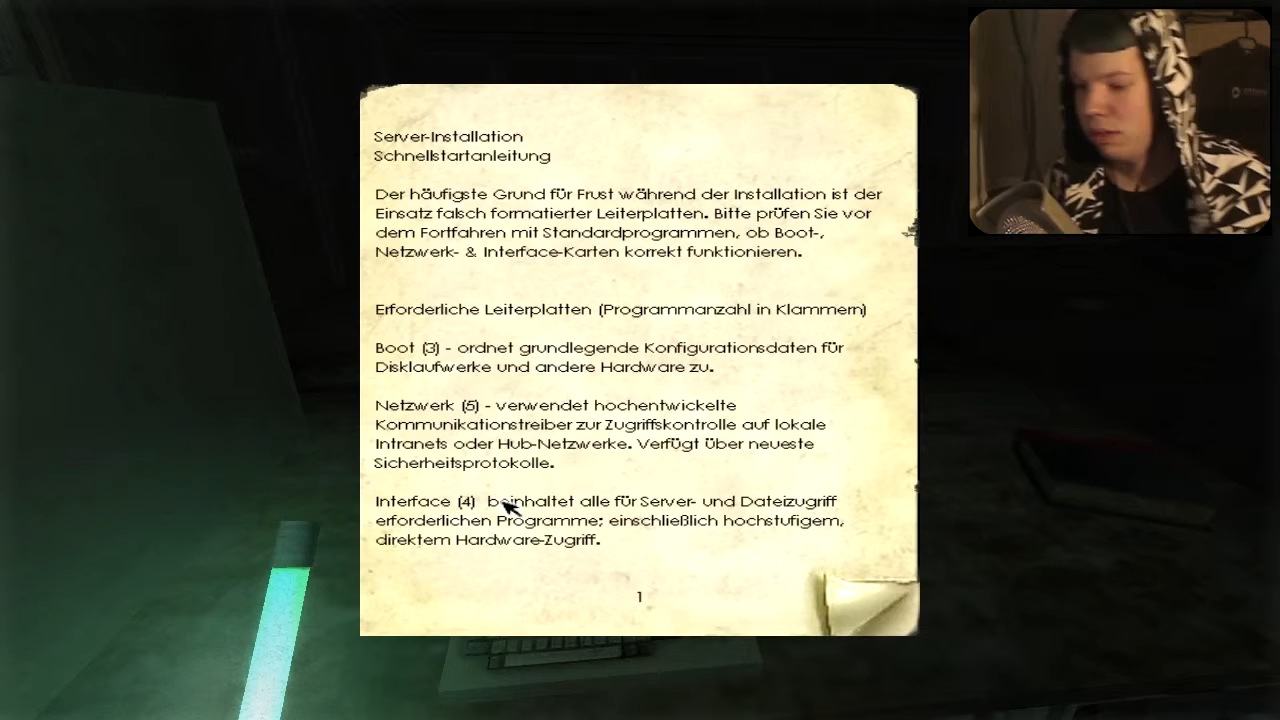 Server-Installation
Schnellstartanleitung
Der häufigste Grund für Frust während der Installation ist der
Einsatz falsch formatierter Leiterplatten. Bitte prüfen Sie vor
dem Fortfahren mit Standardprogrammen, ob Boot-,
Netzwerk- & Interface-Karten korrekt funktionieren.
Erforderliche Leiterplatten (Programmanzahl in Klammern)
Boot (3) - ordnet grundlegende Konfigurationsdaten für
Disklaufwerke und andere Hardware zu.
Netzwerk (5) - verwendet hochentwickelte
Kommunikationstreiber zur Zugriffskontrolle auf lokale
Intranets oder Hub-Netzwerke. Verfügt über neueste
Sicherheitsprotokolle.
Interface (4) beinhaltet alle für Server- und Dateizugriff
erforderlichen Programme; einschließlich hochstufigem,
direktem Hardware-Zugriff.
1